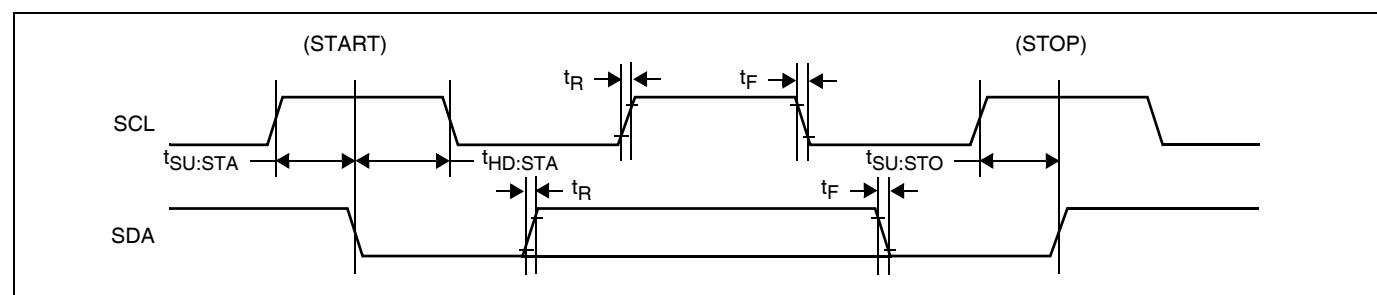 (START) (STOP)
tR tF
SCL
tSU:STA tHD:STA tSU:STO
tR tF
SDA